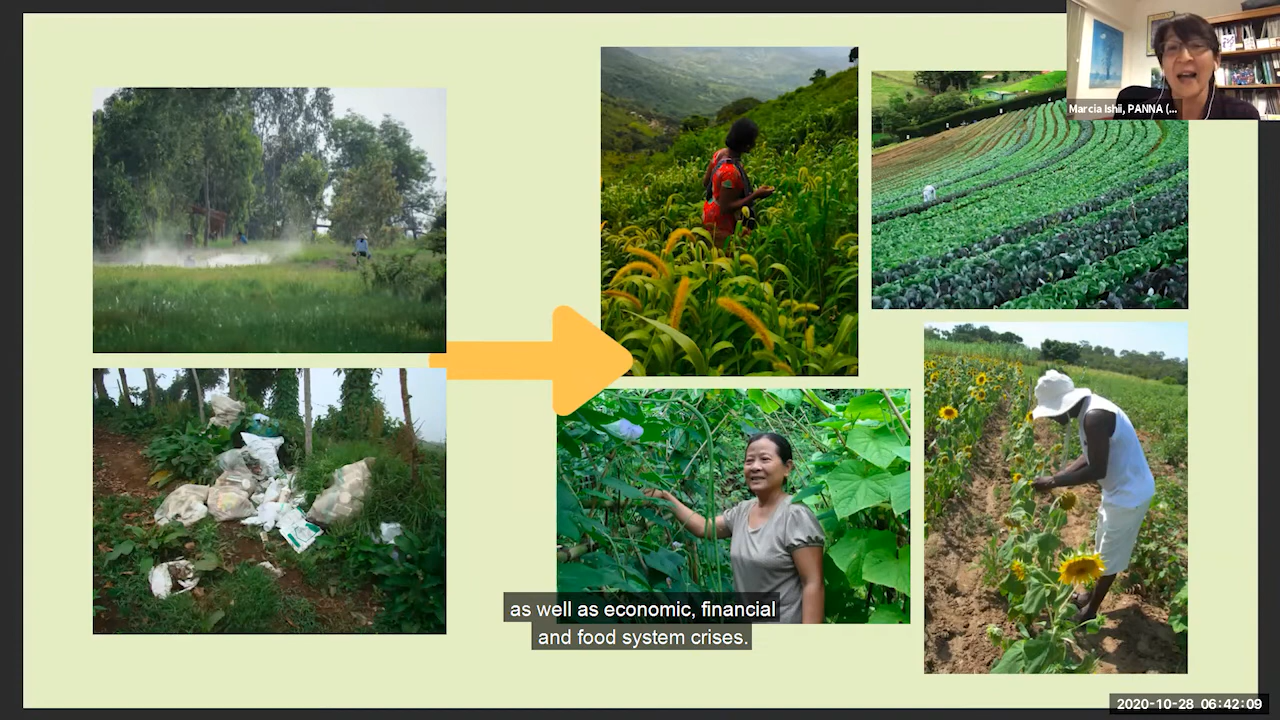 Marcia Ishii, PANNA (...
as well as economic, financial
and food system crises.
2020-10-28 06:42:09